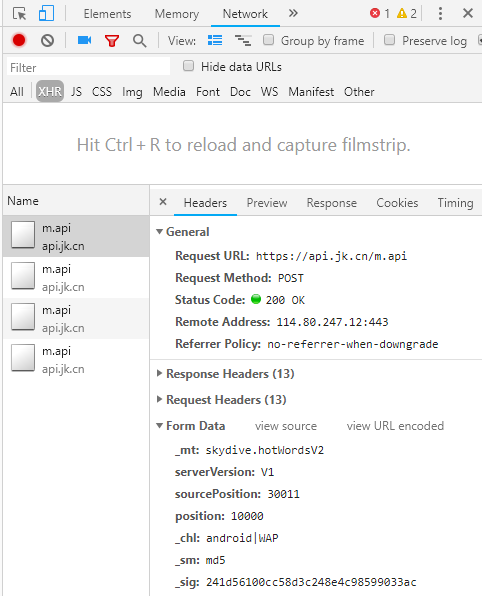 Elements Memory Network » 1 2
View: Group by frame Preserve log
Filter Hide data URLs
All XHR JS CSS Img Media Font Doc WS Manifest Other
Hit Ctrl + R to reload and capture filmstrip.
Name
m.api
api.jk.cn
m.api
api.jk.cn
m.api
api.jk.cn
m.api
api.jk.cn
× Headers Preview Response Cookies Timing
General
Request URL: https://api.jk.cn/m.api
Request Method: POST
Status Code: 200 OK
Remote Address: 114.80.247.12:443
Referrer Policy: no-referrer-when-downgrade
Response Headers (13)
Request Headers (13)
Form Data view source view URL encoded
_mt: skydive.hotWordsV2
serverVersion: V1
sourcePosition: 30011
position: 10000
_chl: android|WAP
_sm: md5
_sig: 241d56100cc58d3c248e4c98599033ac